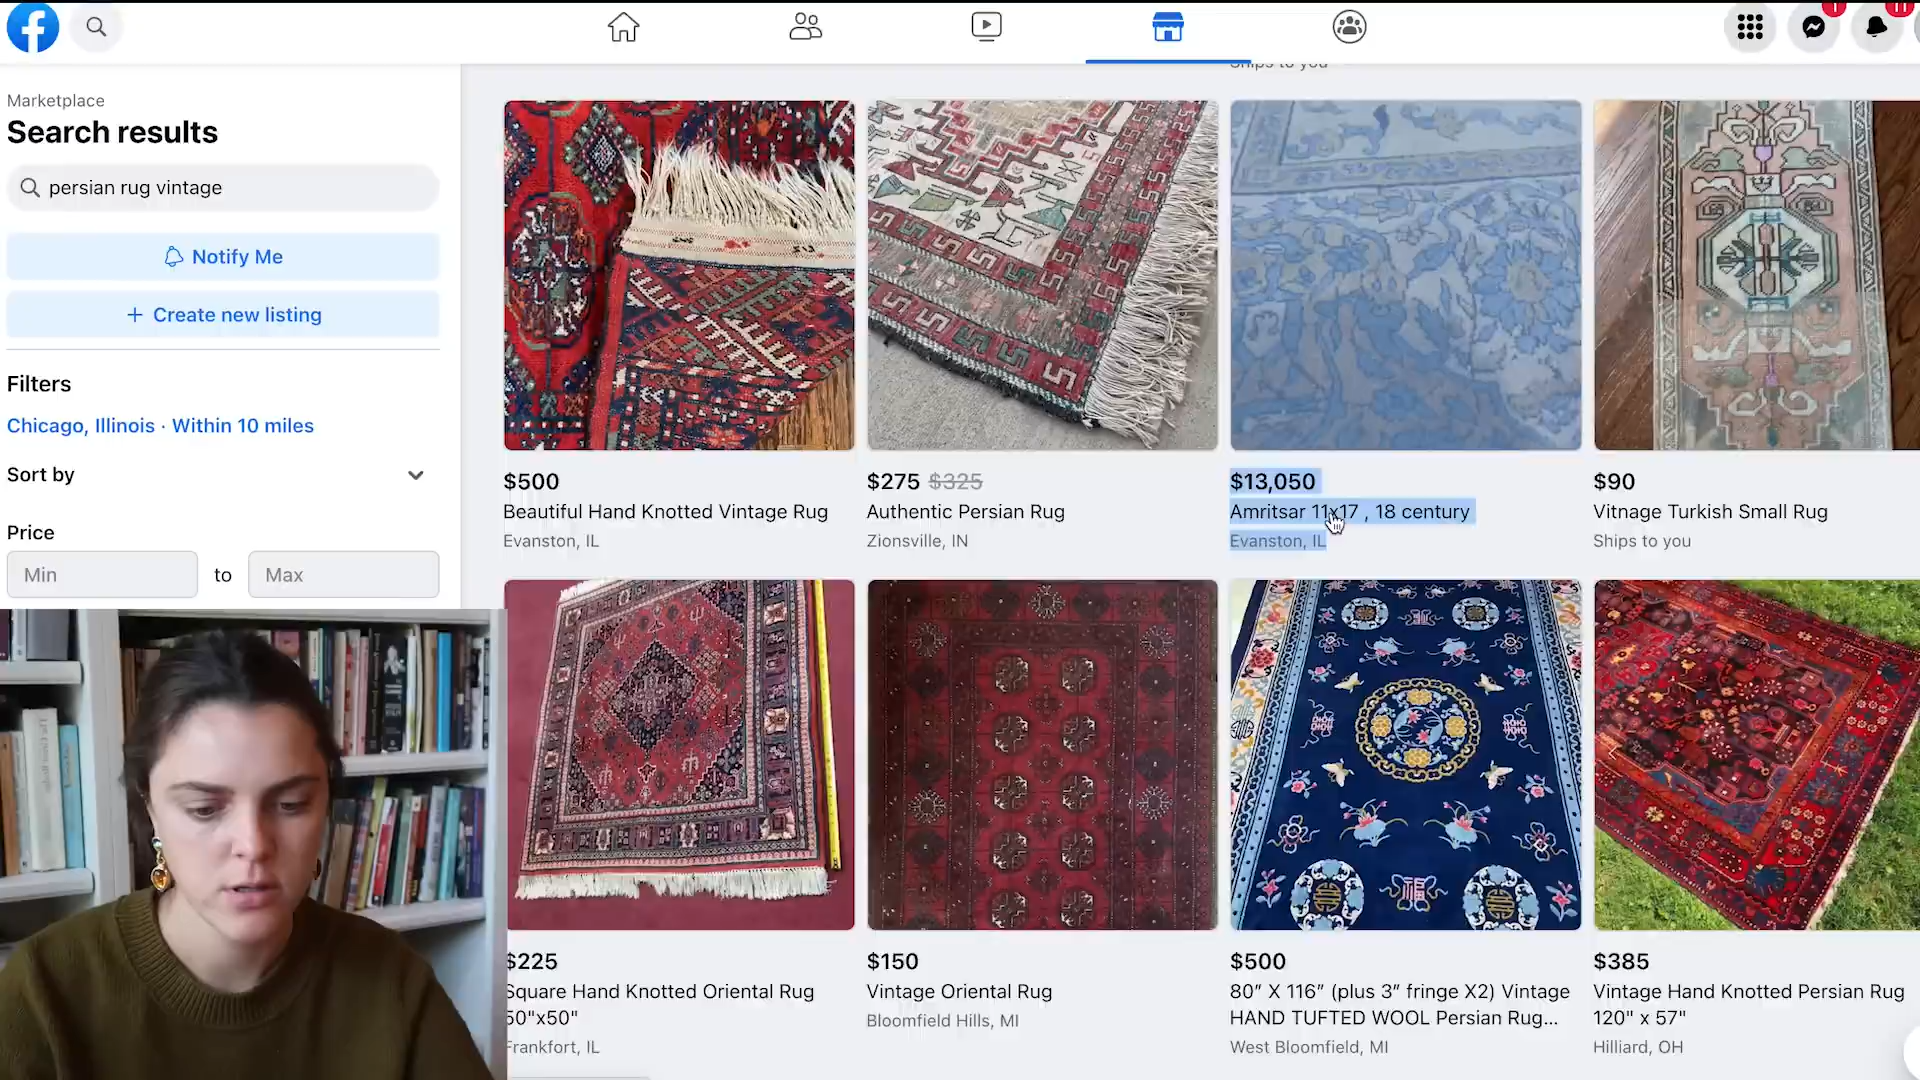 Ships to you
Marketplace
Search results
persian rug vintage
Notify Me
+ Create new listing
Filters
Chicago, Illinois · Within 10 miles
Sort by
Price
Min
to
Max
$500
Beautiful Hand Knotted Vintage Rug
Evanston, IL
$275 $325
Authentic Persian Rug
Zionsville, IN
$13,050
Amritsar 11x17 , 18 century
Evanston, IL
$90
Vitnage Turkish Small Rug
Ships to you
$225
Square Hand Knotted Oriental Rug
50"x50"
Frankfort, IL
$150
Vintage Oriental Rug
Bloomfield Hills, MI
$500
80” X 116” (plus 3” fringe X2) Vintage
HAND TUFTED WOOL Persian Rug...
West Bloomfield, MI
$385
Vintage Hand Knotted Persian Rug
120" x 57"
Hilliard, OH